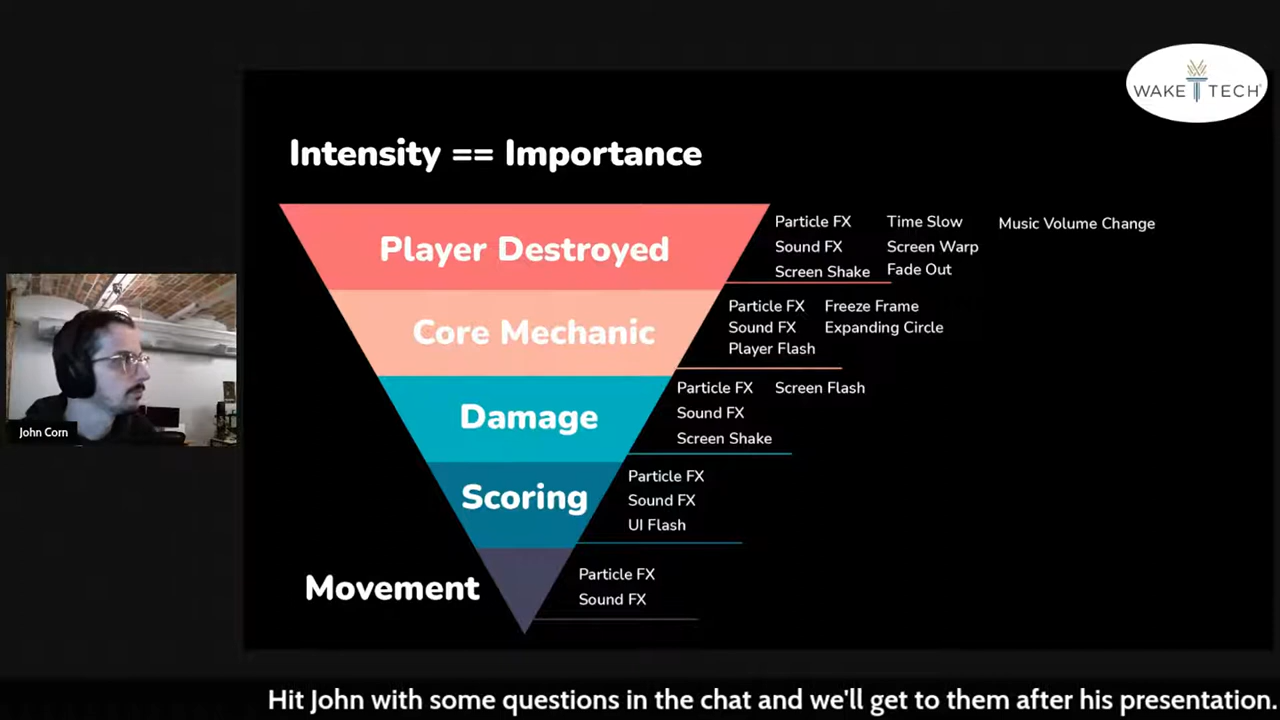 WAKE TECH
Intensity == Importance
Player Destroyed
Particle FX
Sound FX
Screen Shake
Time Slow
Screen Warp
Fade Out
Music Volume Change
Core Mechanic
Particle FX
Sound FX
Player Flash
Freeze Frame
Expanding Circle
Damage
Particle FX
Sound FX
Screen Shake
Screen Flash
Scoring
Particle FX
Sound FX
UI Flash
Movement
Particle FX
Sound FX
John Corn
Hit John with some questions in the chat and we'll get to them after his presentation.